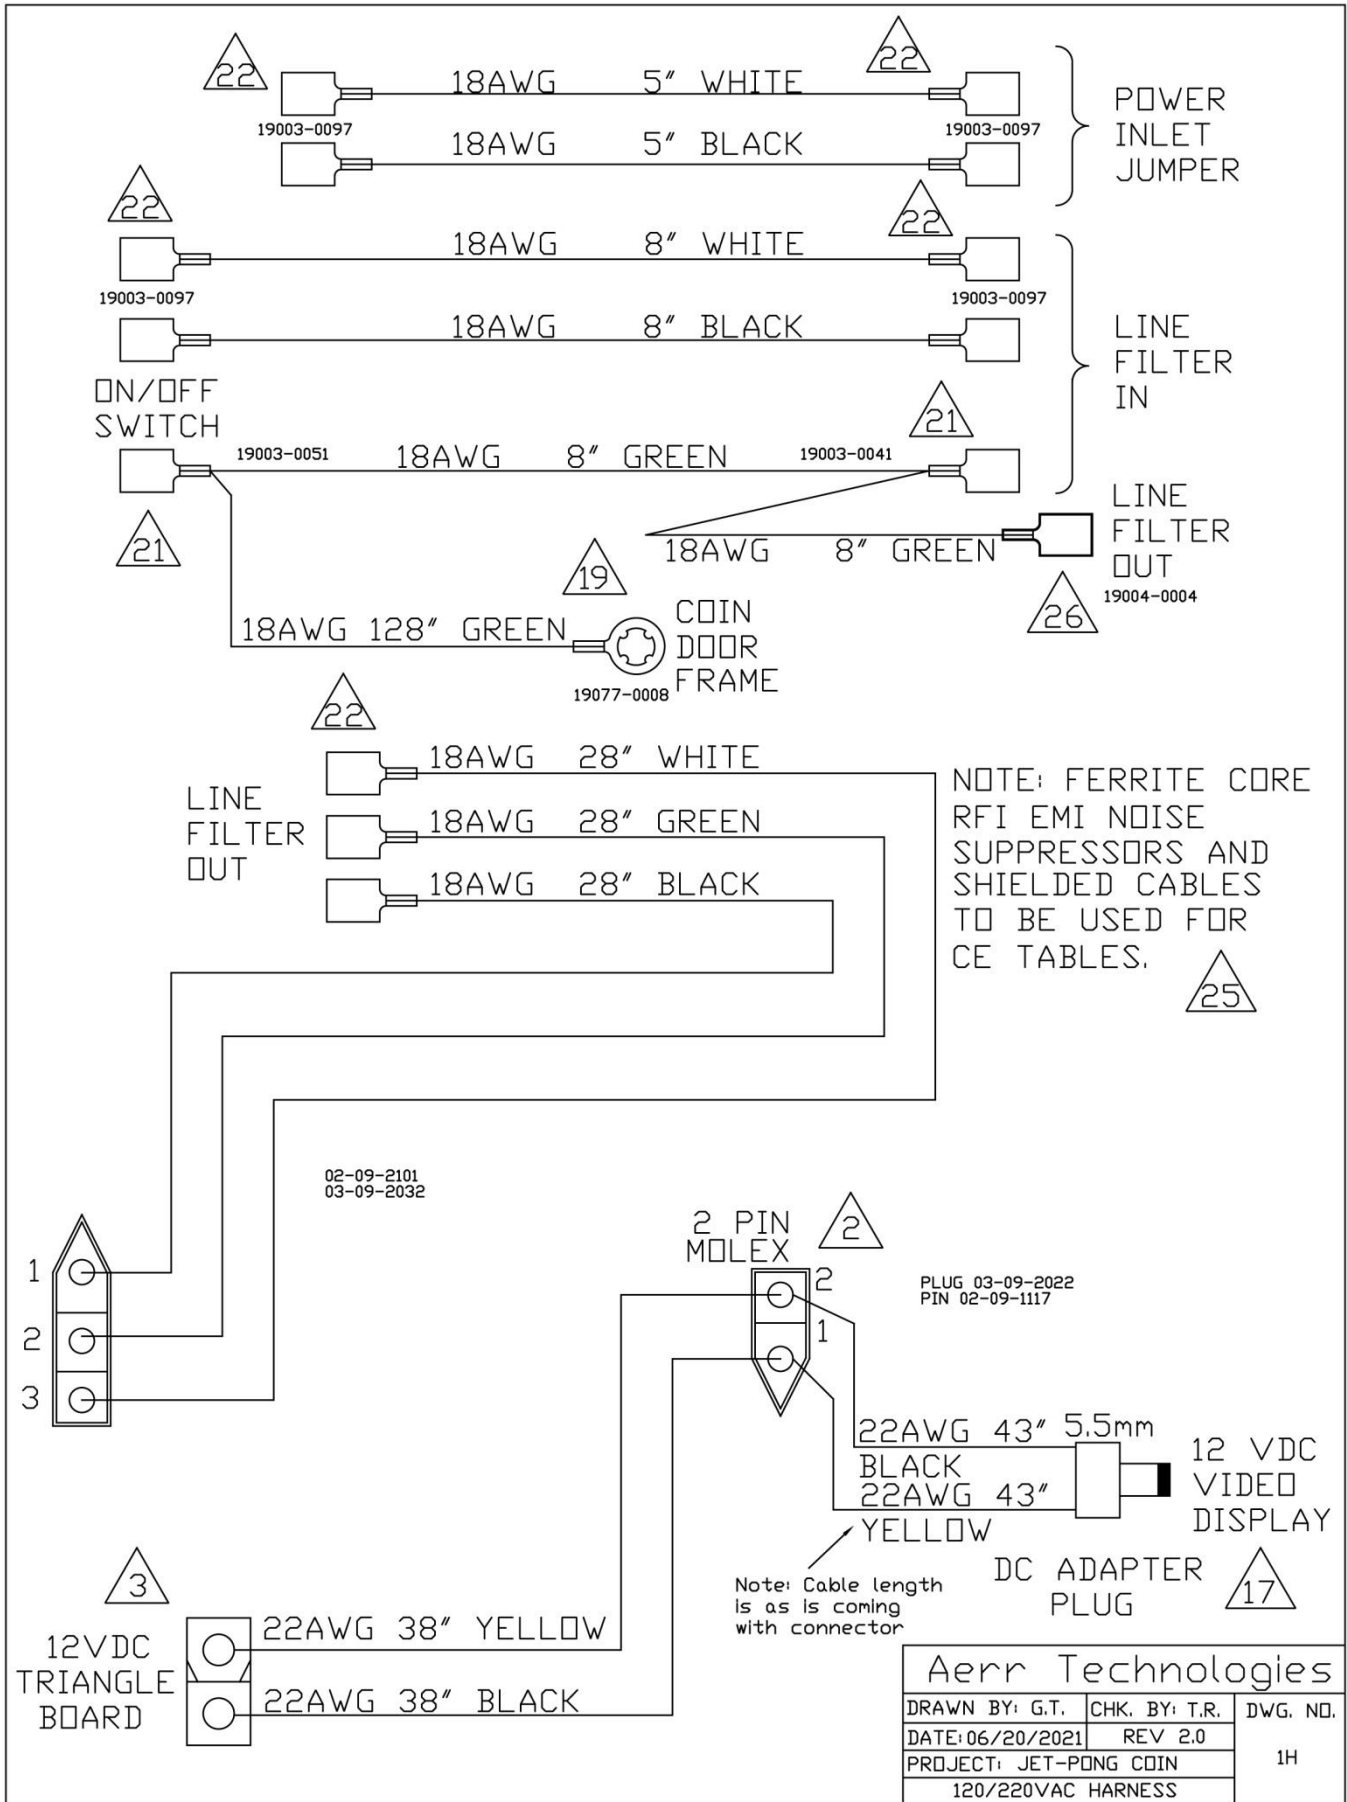 22
22
18AWG 5" WHITE
19003-0097
19003-0097
18AWG 5" BLACK
POWER
INLET
JUMPER
22
22
18AWG 8" WHITE
19003-0097
19003-0097
18AWG 8" BLACK
LINE
FILTER
IN
ON/OFF
SWITCH
21
19003-0051
18AWG 8" GREEN
19003-0041
21
LINE
FILTER
OUT
18AWG 8" GREEN
19004-0004
26
19
18AWG 128" GREEN
COIN
DOOR
FRAME
19077-0008
22
LINE
FILTER
OUT
18AWG 28" WHITE
18AWG 28" GREEN
18AWG 28" BLACK
NOTE: FERRITE CORE
RFI EMI NOISE
SUPPRESSORS AND
SHIELDED CABLES
TO BE USED FOR
CE TABLES.
25
02-09-2101
03-09-2032
1
2
3
2 PIN
MOLEX
2
2
1
PLUG 03-09-2022
PIN 02-09-1117
22AWG 43" 5.5mm
BLACK
22AWG 43"
YELLOW
12 VDC
VIDEO
DISPLAY
Note: Cable length
is as is coming
with connector
DC ADAPTER
PLUG
17
3
12VDC
TRIANGLE
BOARD
22AWG 38" YELLOW
22AWG 38" BLACK
Aerr Technologies
DRAWN BY: G.T.
CHK. BY: T.R.
DWG. NO.
DATE: 06/20/2021
REV 2.0
1H
PROJECT: JET-PONG COIN
120/220VAC HARNESS